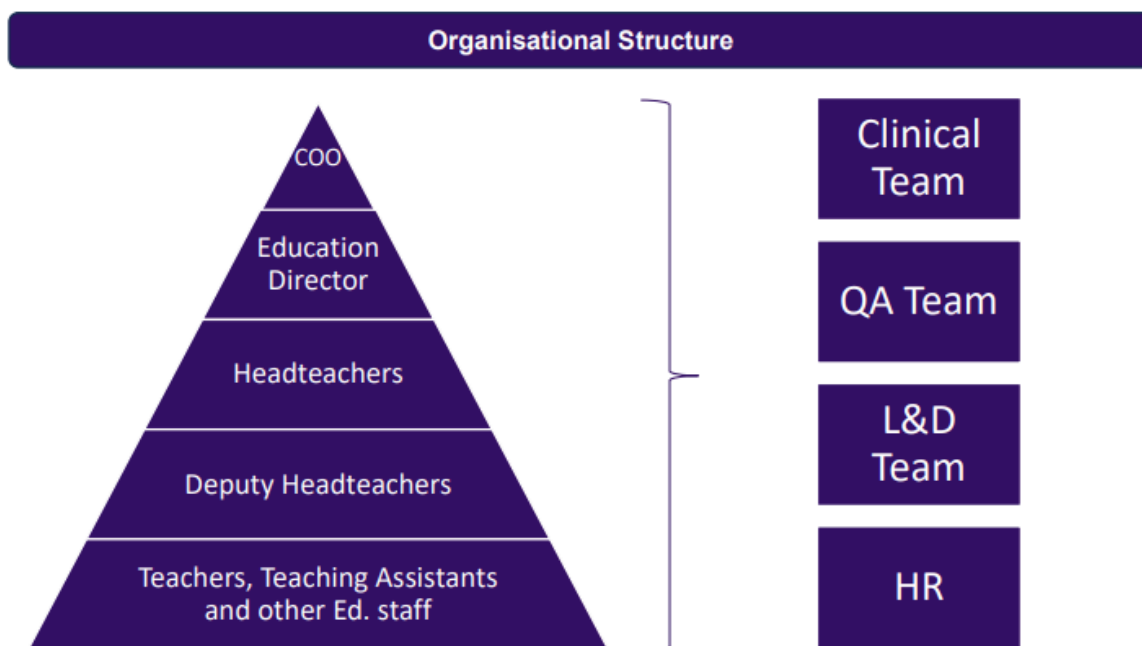 Organisational Structure
COO
Education
Director
Headteachers
Deputy Headteachers
Teachers, Teaching Assistants
and other Ed. staff
Clinical
Team
QA Team
L&D
Team
HR